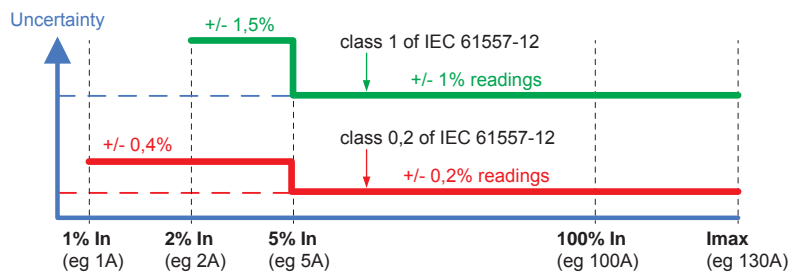 Uncertainty
+/- 1,5%
class 1 of IEC 61557-12
+/- 1% readings
+/- 0,4%
class 0,2 of IEC 61557-12
+/- 0,2% readings
1% In
(eg 1A)
2% In
(eg 2A)
5% In
(eg 5A)
100% In
(eg 100A)
Imax
(eg 130A)